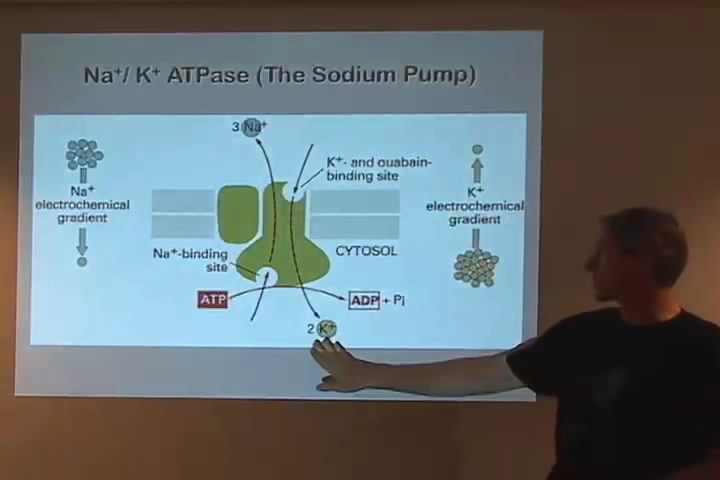 Na⁺/ K⁺ ATPase (The Sodium Pump)
3 Na⁺
K⁺- and ouabain-
binding site
Na⁺
electrochemical
gradient
K⁺
electrochemical
gradient
Na⁺-binding
site
CYTOSOL
ATP
ADP + Pi
2 K⁺